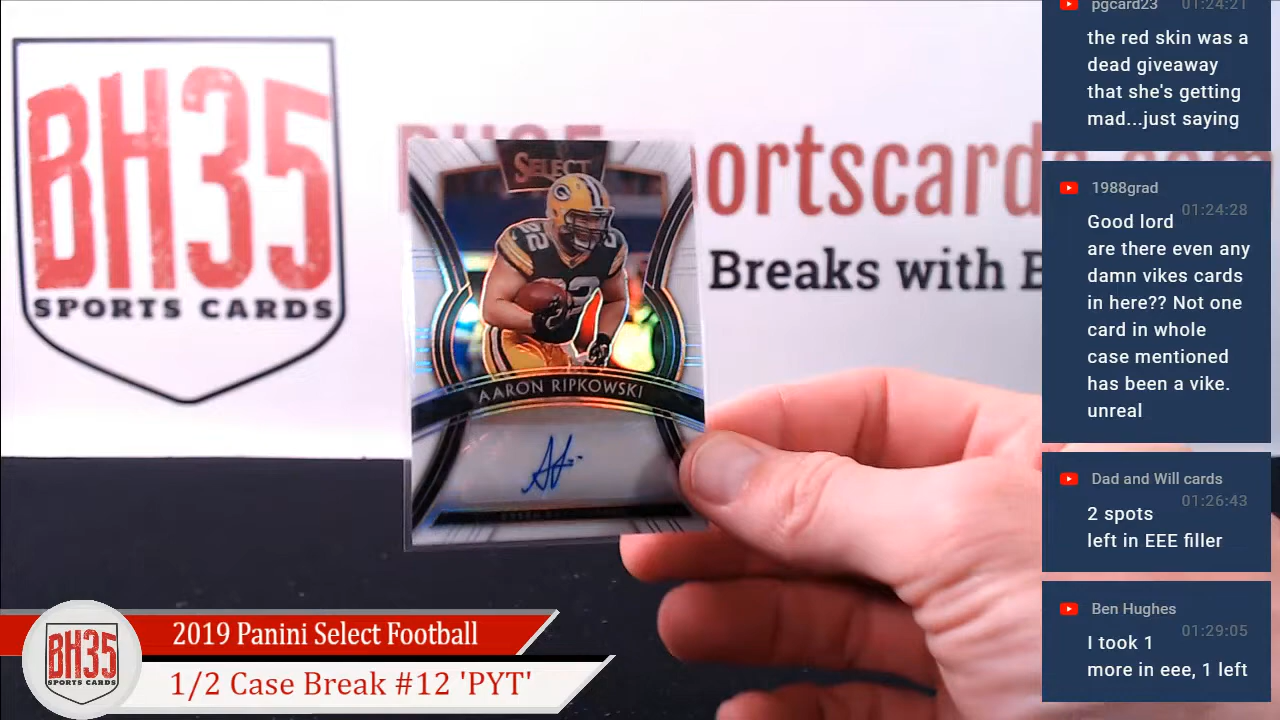 BH35
SPORTS CARDS
ortscard
Breaks with B
SELECT
22
AARON RIPKOWSKI
2019 Panini Select Football
1/2 Case Break #12 'PYT'
BH35
SPORTS CARDS
pgcard23 01:24:21
the red skin was a
dead giveaway
that she's getting
mad...just saying
1988grad
01:24:28
Good lord
are there even any
damn vikes cards
in here?? Not one
card in whole
case mentioned
has been a vike.
unreal
Dad and Will cards
01:26:43
2 spots
left in EEE filler
Ben Hughes
01:29:05
I took 1
more in eee, 1 left